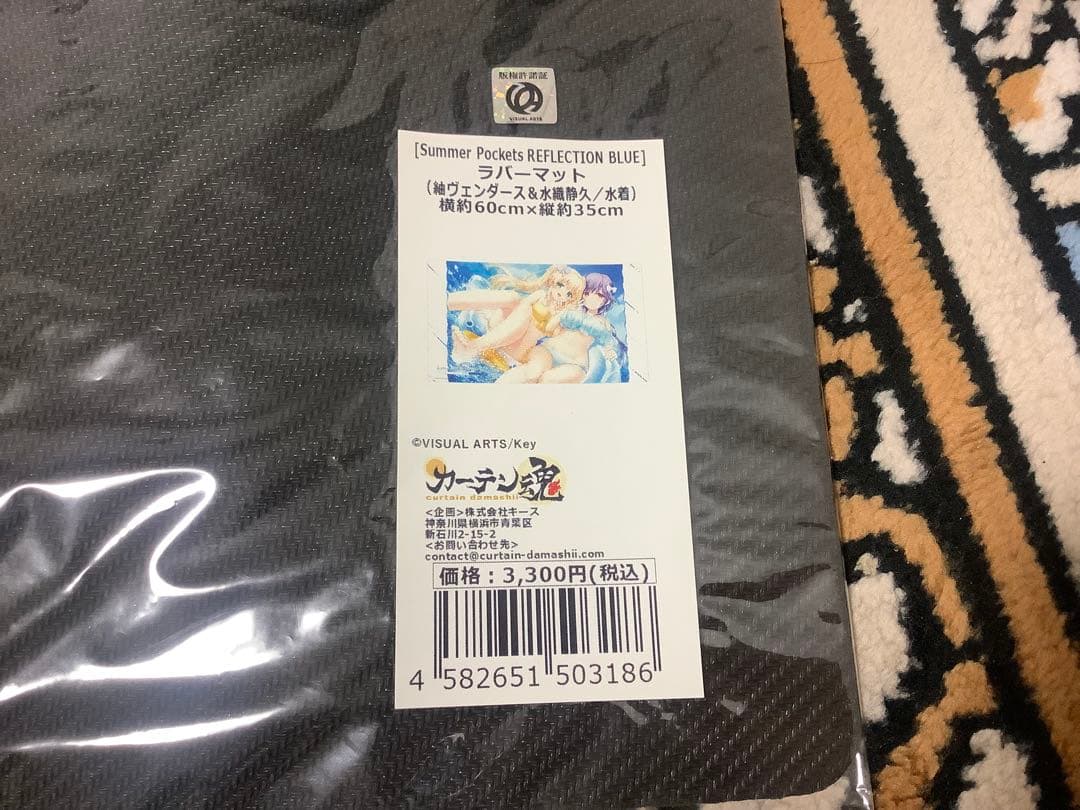 版権許諾証
VISUAL ARTS
[Summer Pockets REFLECTION BLUE]
ラバーマット
(紬ヴェンダース&水織静久/水着)
横約60cm×縦約35cm
©VISUAL ARTS/Key
カーテン魂
curtain damashii
<企画>株式会社キース
神奈川県横浜市青葉区
新石川2-15-2
<お問い合わせ先>
contact@curtain-damashii.com
価格:3,300円(税込)
4 582651 503186